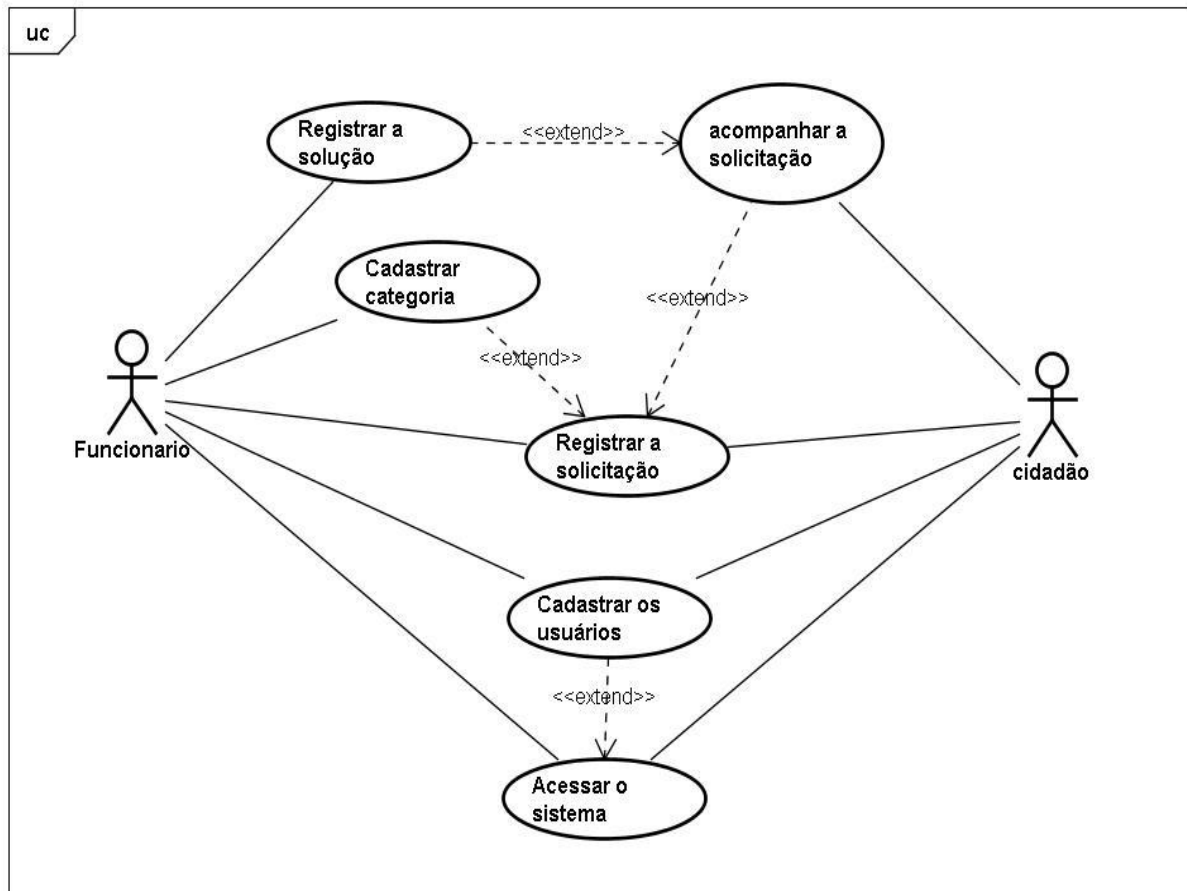 uc
Registrar a
solução
<<extend>>
acompanhar a
solicitação
Cadastrar
categoria
<<extend>>
<<extend>>
Funcionario
Registrar a
solicitação
cidadão
Cadastrar os
usuários
<<extend>>
Acessar o
sistema